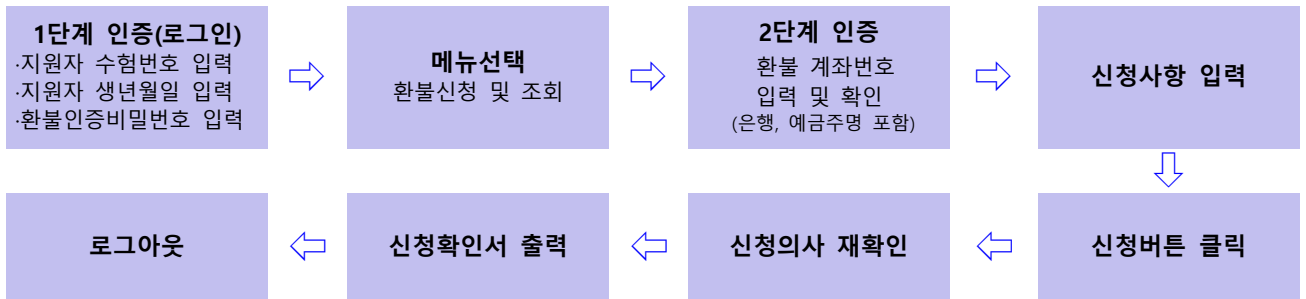 1단계 인증(로그인)
·지원자 수험번호 입력
·지원자 생년월일 입력
·환불인증비밀번호 입력
메뉴선택
환불신청 및 조회
2단계 인증
환불 계좌번호
입력 및 확인
(은행, 예금주명 포함)
신청사항 입력
신청버튼 클릭
신청의사 재확인
신청확인서 출력
로그아웃